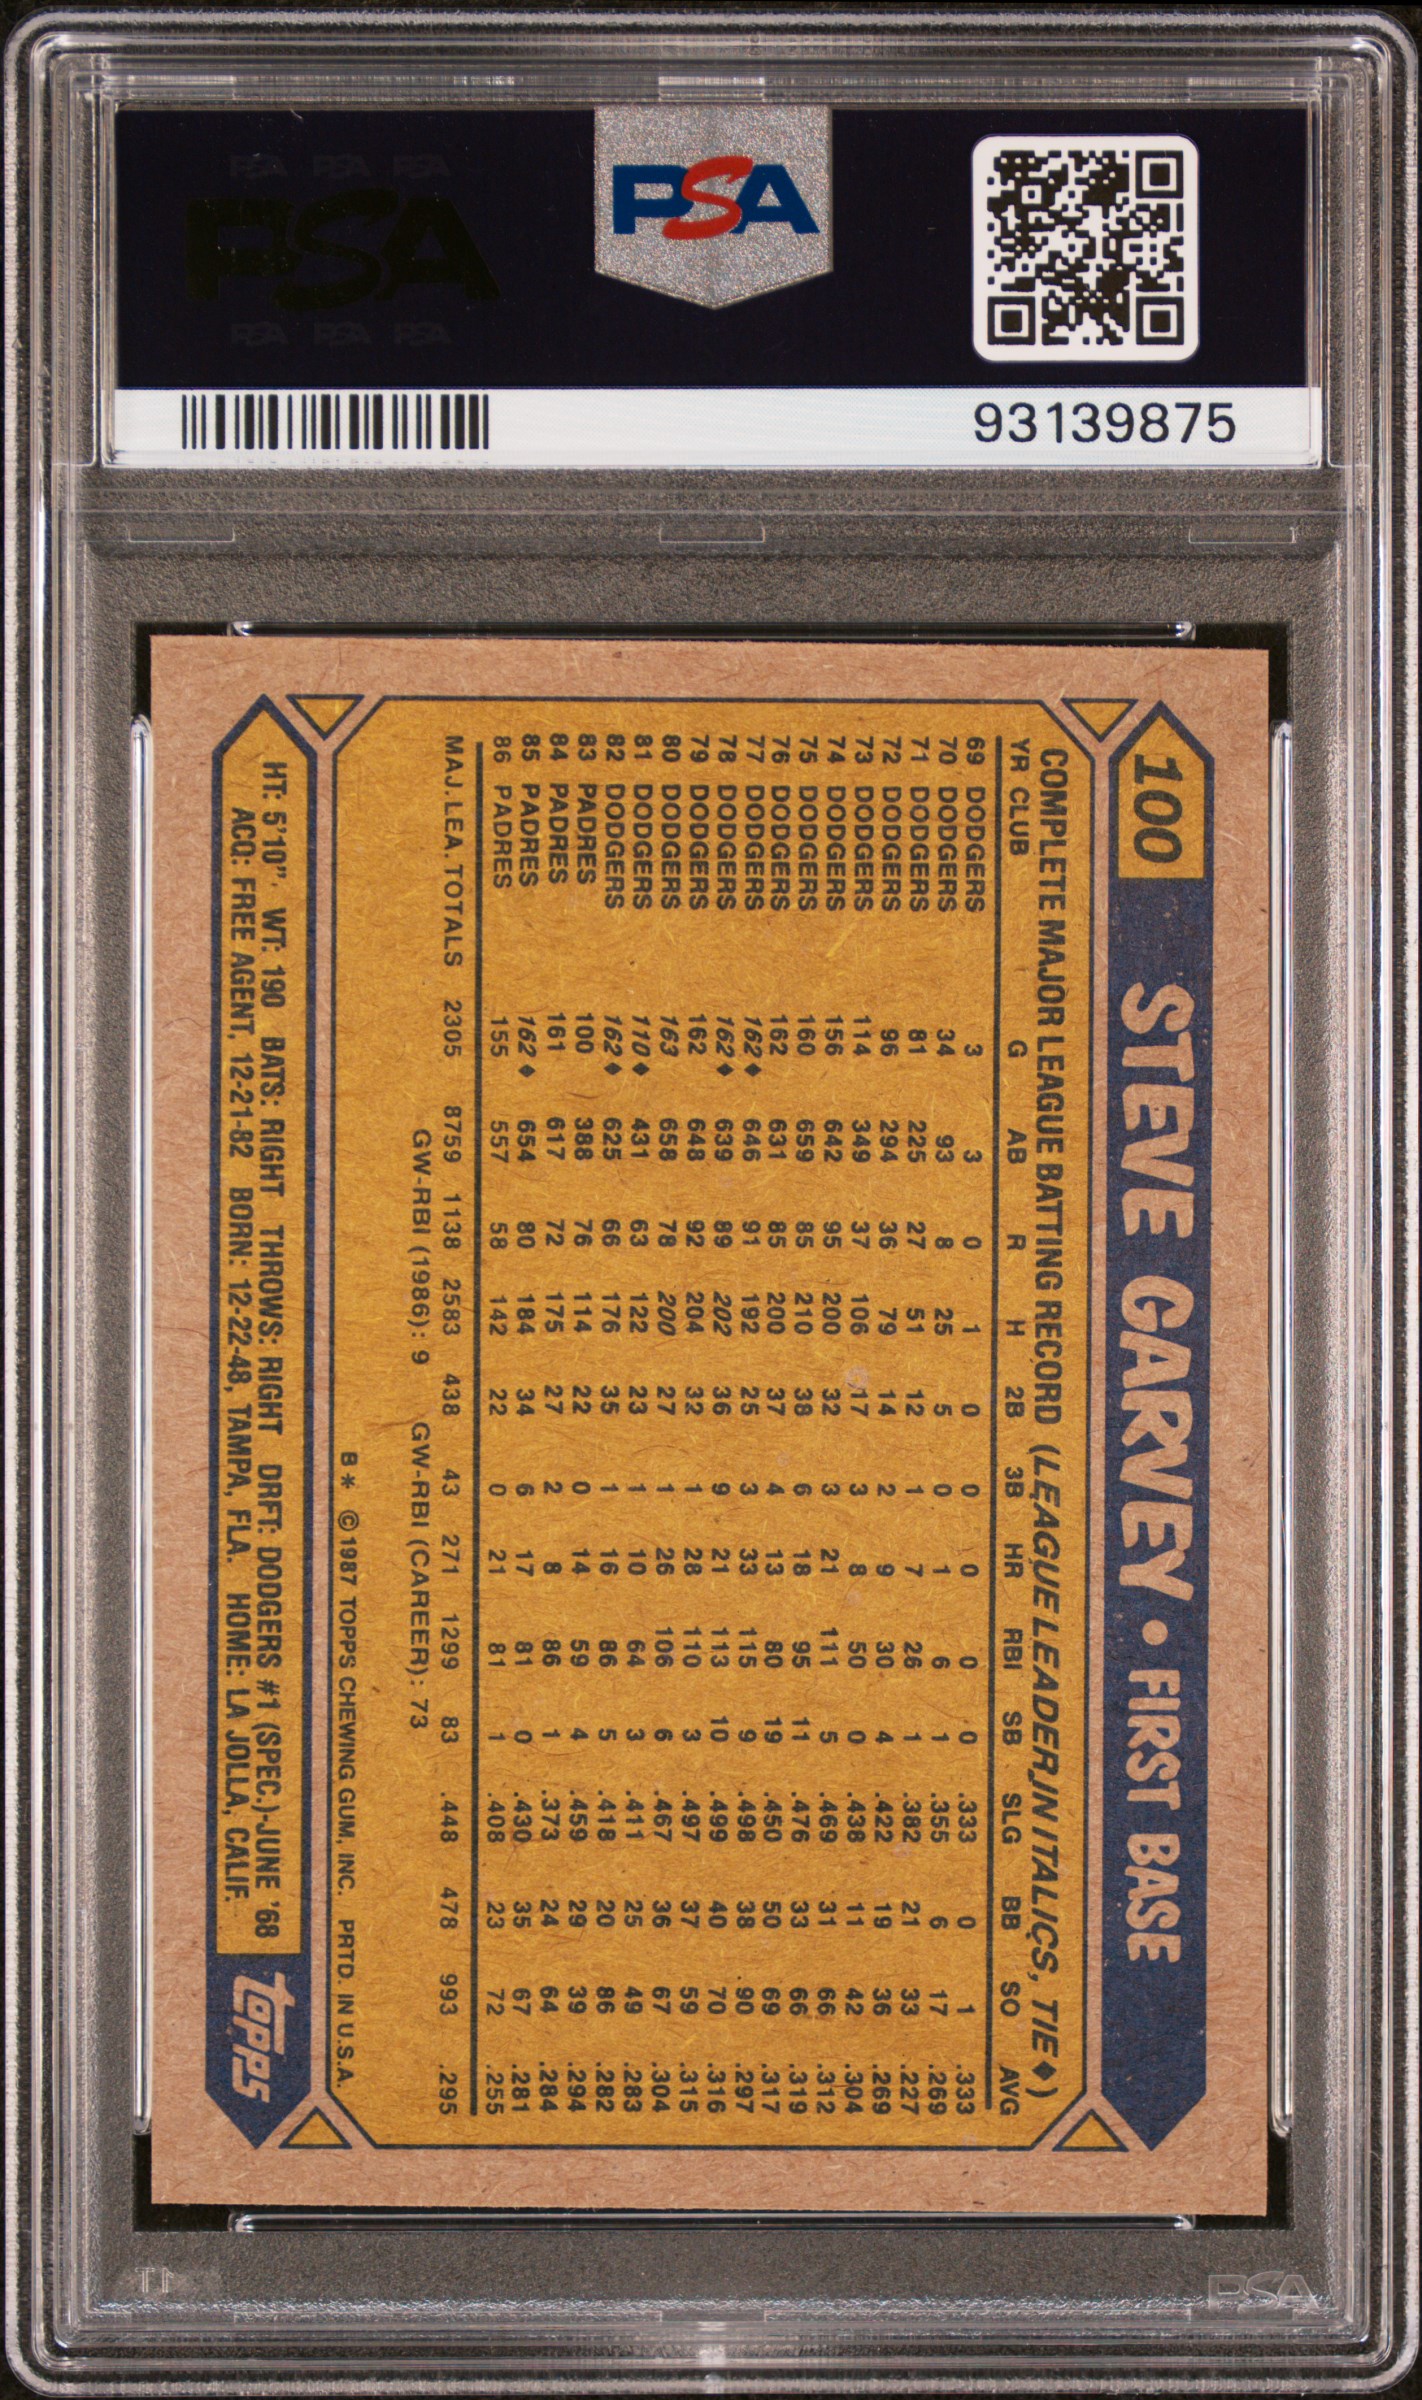 PSA PSA PSA
PSA
PSA PSA PSA
PSA
93139875
100 STEVE GARVEY • FIRST BASE
COMPLETE MAJOR LEAGUE BATTING RECORD (LEAGUE LEADER IN ITALICS, TIE♦)
YR CLUB G AB R H 2B 3B HR RBI SB SLG BB SO AVG
69 DODGERS 3 3 0 1 0 0 0 0 0 .333 0 1 .333
70 DODGERS 34 93 8 25 5 0 1 6 1 .355 6 17 .269
71 DODGERS 81 225 27 51 12 1 7 26 1 .382 21 33 .227
72 DODGERS 96 294 36 79 14 2 9 30 4 .422 19 36 .269
73 DODGERS 114 349 37 106 17 3 8 50 0 .438 11 42 .304
74 DODGERS 156 642 95 200 32 3 21 111 5 .469 31 66 .312
75 DODGERS 160 659 85 210 38 6 18 95 11 .476 33 66 .319
76 DODGERS 162 631 85 200 37 4 13 80 19 .450 50 69 .317
77 DODGERS 162♦ 646 91 192 25 3 33 115 9 .498 38 90 .297
78 DODGERS 162♦ 639 89 202 36 9 21 113 10 .499 40 70 .316
79 DODGERS 162 648 92 204 32 1 28 110 3 .497 37 59 .315
80 DODGERS 163 658 78 200 27 1 26 106 6 .467 36 67 .304
81 DODGERS 110♦ 431 63 122 23 1 10 64 3 .411 25 49 .283
82 DODGERS 162♦ 625 66 176 35 1 16 86 5 .418 20 86 .282
83 PADRES 100 388 76 114 22 0 14 59 4 .459 29 39 .294
84 PADRES 161 617 72 175 27 2 8 86 1 .373 24 64 .284
85 PADRES 162♦ 654 80 184 34 6 17 81 0 .430 35 67 .281
86 PADRES 155 557 58 142 22 0 21 81 1 .408 23 72 .255
MAJ. LEA. TOTALS 2305 8759 1138 2583 438 43 271 1299 83 .448 478 993 .295
GW-RBI (1986): 9 GW-RBI (CAREER): 73
B* ©1987 TOPPS CHEWING GUM, INC. PRTD. IN U.S.A.
HT: 5'10". WT: 190 BATS: RIGHT THROWS: RIGHT DRFT: DODGERS #1 (SPEC.)-JUNE '68
ACQ: FREE AGENT, 12-21-82 BORN: 12-22-48, TAMPA, FLA. HOME: LA JOLLA, CALIF.
topps
PSA